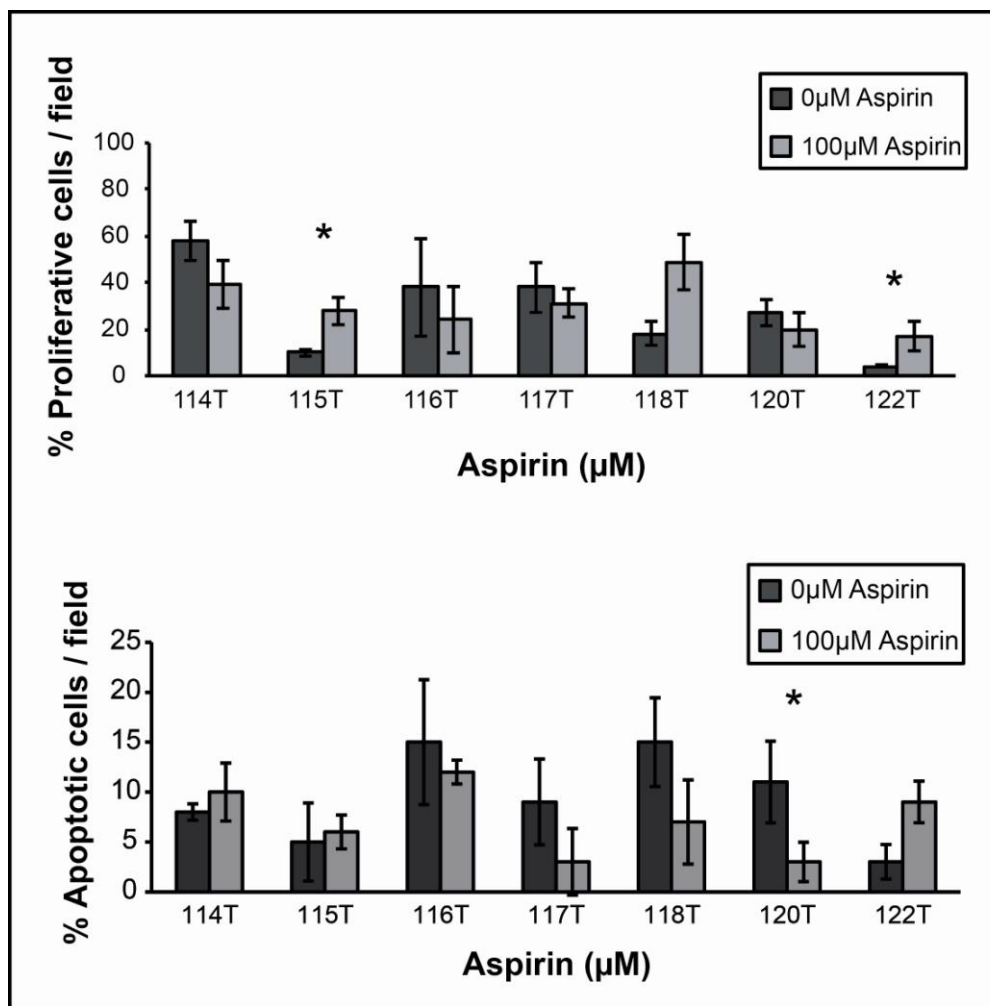 % Proliferative cells / field
0µM Aspirin
100µM Aspirin
100
80
60
40
20
0
*
*
114T 115T 116T 117T 118T 120T 122T
Aspirin (µM)
% Apoptotic cells / field
0µM Aspirin
100µM Aspirin
25
20
15
10
5
0
*
114T 115T 116T 117T 118T 120T 122T
Aspirin (µM)